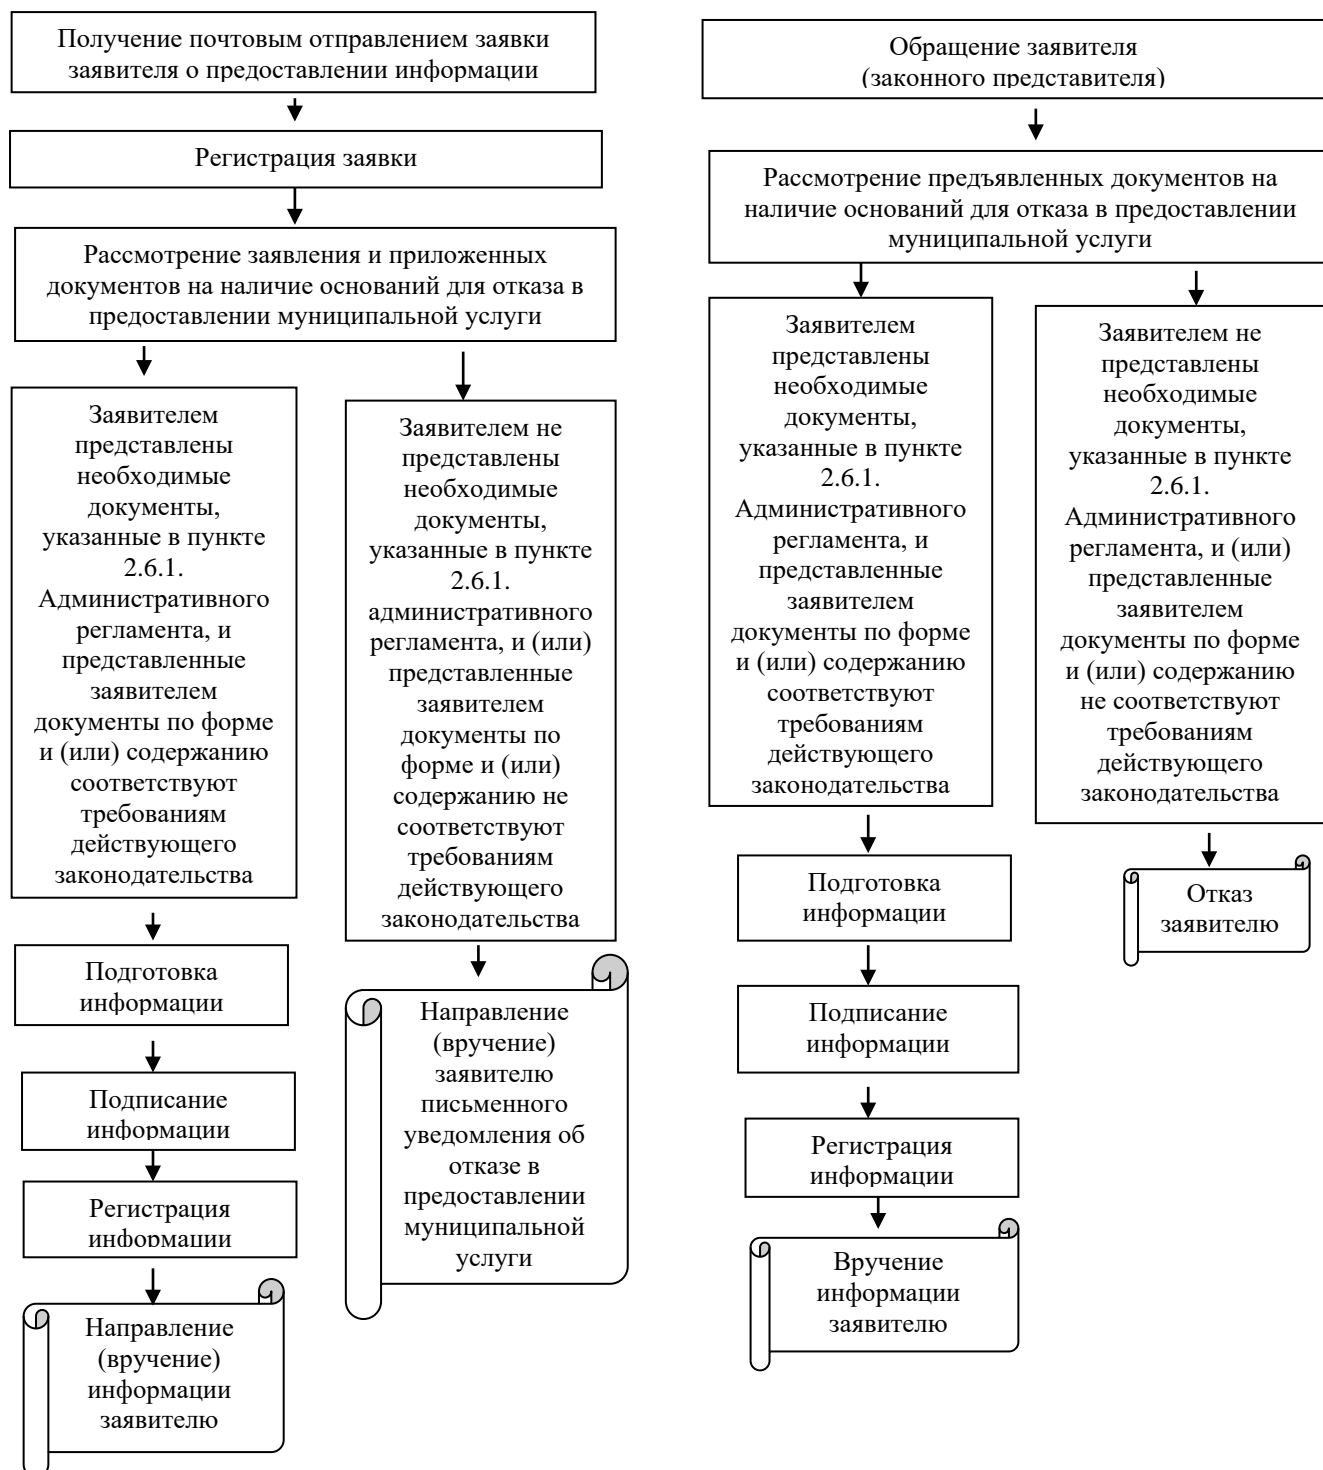 Получение почтовым отправлением заявки
заявителя о предоставлении информации
Регистрация заявки
Рассмотрение заявления и приложенных
документов на наличие оснований для отказа в
предоставлении муниципальной услуги
Заявителем
представлены
необходимые
документы,
указанные в пункте
2.6.1.
Административного
регламента, и
представленные
заявителем
документы по форме
и (или) содержанию
соответствуют
требованиям
действующего
законодательства
Заявителем не
представлены
необходимые
документы,
указанные в пункте
2.6.1.
административного
регламента, и (или)
представленные
заявителем
документы по
форме и (или)
содержанию не
соответствуют
требованиям
действующего
законодательства
Подготовка
информации
Подписание
информации
Регистрация
информации
Направление
(вручение)
информации
заявителю
Направление
(вручение)
заявителю
письменного
уведомления об
отказе в
предоставлении
муниципальной
услуги
Обращение заявителя
(законного представителя)
Рассмотрение предъявленных документов на
наличие оснований для отказа в предоставлении
муниципальной услуги
Заявителем
представлены
необходимые
документы,
указанные в пункте
2.6.1.
Административного
регламента, и
представленные
заявителем
документы по форме
и (или) содержанию
соответствуют
требованиям
действующего
законодательства
Заявителем не
представлены
необходимые
документы,
указанные в пункте
2.6.1.
Административного
регламента, и (или)
представленные
заявителем
документы по форме
и (или) содержанию
не соответствуют
требованиям
действующего
законодательства
Подготовка
информации
Подписание
информации
Регистрация
информации
Вручение
информации
заявителю
Отказ
заявителю